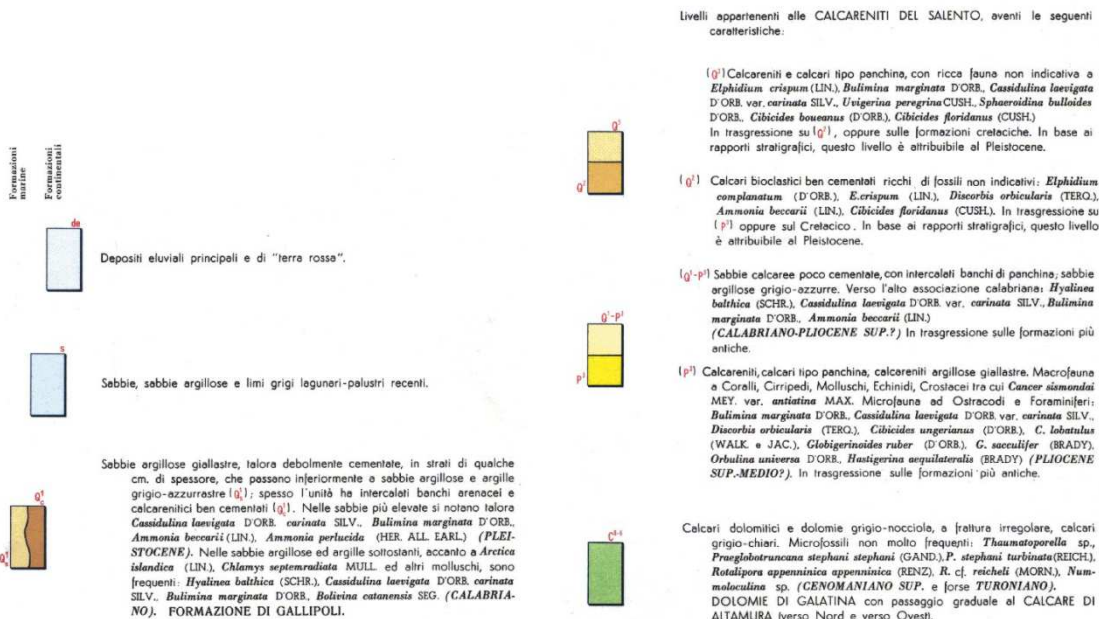 Formazioni
marine
Formazioni
continentali
de
Depositi eluviali principali e di "terra rossa".
s
Sabbie, sabbie argillose e limi grigi lagunari-palustri recenti.
Sabbie argillose giallastre, talora debolmente cementate, in strati di qualche
cm. di spessore, che passano inferiormente a sabbie argillose e argille
grigio-azzurrastre (Q¹ₛ); spesso l'unità ha intercalati banchi arenacei e
calcarenitici ben cementati (Q¹c). Nelle sabbie più elevate si notano talora
Cassidulina laevigata D'ORB. carinata SILV., Bulimina marginata D'ORB.,
Ammonia beccarii (LIN.), Ammonia perlucida (HER. ALL. EARL.) (PLEI-
STOCENE). Nelle sabbie argillose ed argille sottostanti, accanto a Arctica
islandica (LIN.), Chlamys septemradiata MULL. ed altri molluschi, sono
frequenti: Hyalinea balthica (SCHR.), Cassidulina laevigata D'ORB. carinata
SILV., Bulimina marginata D'ORB., Bolivina catanensis SEG. (CALABRIA-
NO). FORMAZIONE DI GALLIPOLI.
Q¹c
Q¹ₛ
Livelli appartenenti alle CALCARENITI DEL SALENTO, aventi le seguenti
caratteristiche:
Q³
Q²
(Q³) Calcareniti e calcari tipo panchina, con ricca fauna non indicativa a
Elphidium crispum (LIN.), Bulimina marginata D'ORB., Cassidulina laevigata
D'ORB. var. carinata SILV., Uvigerina peregrina CUSH., Sphaeroidina bulloides
D'ORB., Cibicides boueanus (D'ORB.), Cibicides floridanus (CUSH.)
In trasgressione su (Q²), oppure sulle formazioni cretaciche. In base ai
rapporti stratigrafici, questo livello è attribuibile al Pleistocene.
(Q²) Calcari bioclastici ben cementati ricchi di fossili non indicativi: Elphidium
complanatum (D'ORB.), E.crispum (LIN.), Discorbis orbicularis (TERQ.),
Ammonia beccarii (LIN.), Cibicides floridanus (CUSH.). In trasgressione su
(P³) oppure sul Cretacico. In base ai rapporti stratigrafici, questo livello
è attribuibile al Pleistocene.
Q¹-P³
P³
(Q¹-P³) Sabbie calcaree poco cementate, con intercalati banchi di panchina; sabbie
argillose grigio-azzurre. Verso l'alto associazione calabriana: Hyalinea
balthica (SCHR.), Cassidulina laevigata D'ORB. var. carinata SILV., Bulimina
marginata D'ORB., Ammonia beccarii (LIN.)
(CALABRIANO-PLIOCENE SUP.?) In trasgressione sulle formazioni più
antiche.
(P³) Calcareniti, calcari tipo panchina, calcareniti argillose giallastre. Macrofauna
a Coralli, Cirripedi, Molluschi, Echinidi, Crostacei tra cui Cancer sismondai
MEY. var. antiatina MAX. Microfauna ad Ostracodi e Foraminiferi:
Bulimina marginata D'ORB., Cassidulina laevigata D'ORB. var. carinata SILV.,
Discorbis orbicularis (TERQ.), Cibicides ungerianus (D'ORB.), C. lobatulus
(WALK. e JAC.), Globigerinoides ruber (D'ORB.), G. sacculifer (BRADY),
Orbulina universa D'ORB., Hastigerina aequilateralis (BRADY) (PLIOCENE
SUP.-MEDIO?). In trasgressione sulle formazioni più antiche.
Calcari dolomitici e dolomie grigio-nocciola, a frattura irregolare, calcari
grigio-chiari. Microfossili non molto frequenti: Thaumatoporella sp.,
Praeglobotruncana stephani stephani (GAND.), P. stephani turbinata (REICH.),
Rotalipora appenninica appenninica (RENZ), R. cf. reicheli (MORN.), Num-
moloculina sp. (CENOMANIANO SUP. e forse TURONIANO).
DOLOMIE DI GALATINA con passaggio graduale al CALCARE DI
ALTAMURA (verso Nord e verso Ovest).